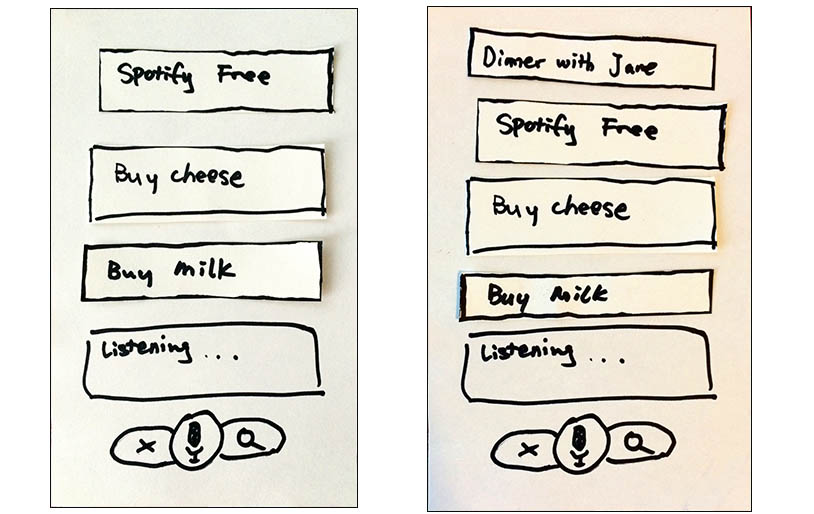 Spotify Free
Buy cheese
Buy milk
Listening...
Dinner with Jane
Spotify Free
Buy cheese
Buy Milk
Listening...